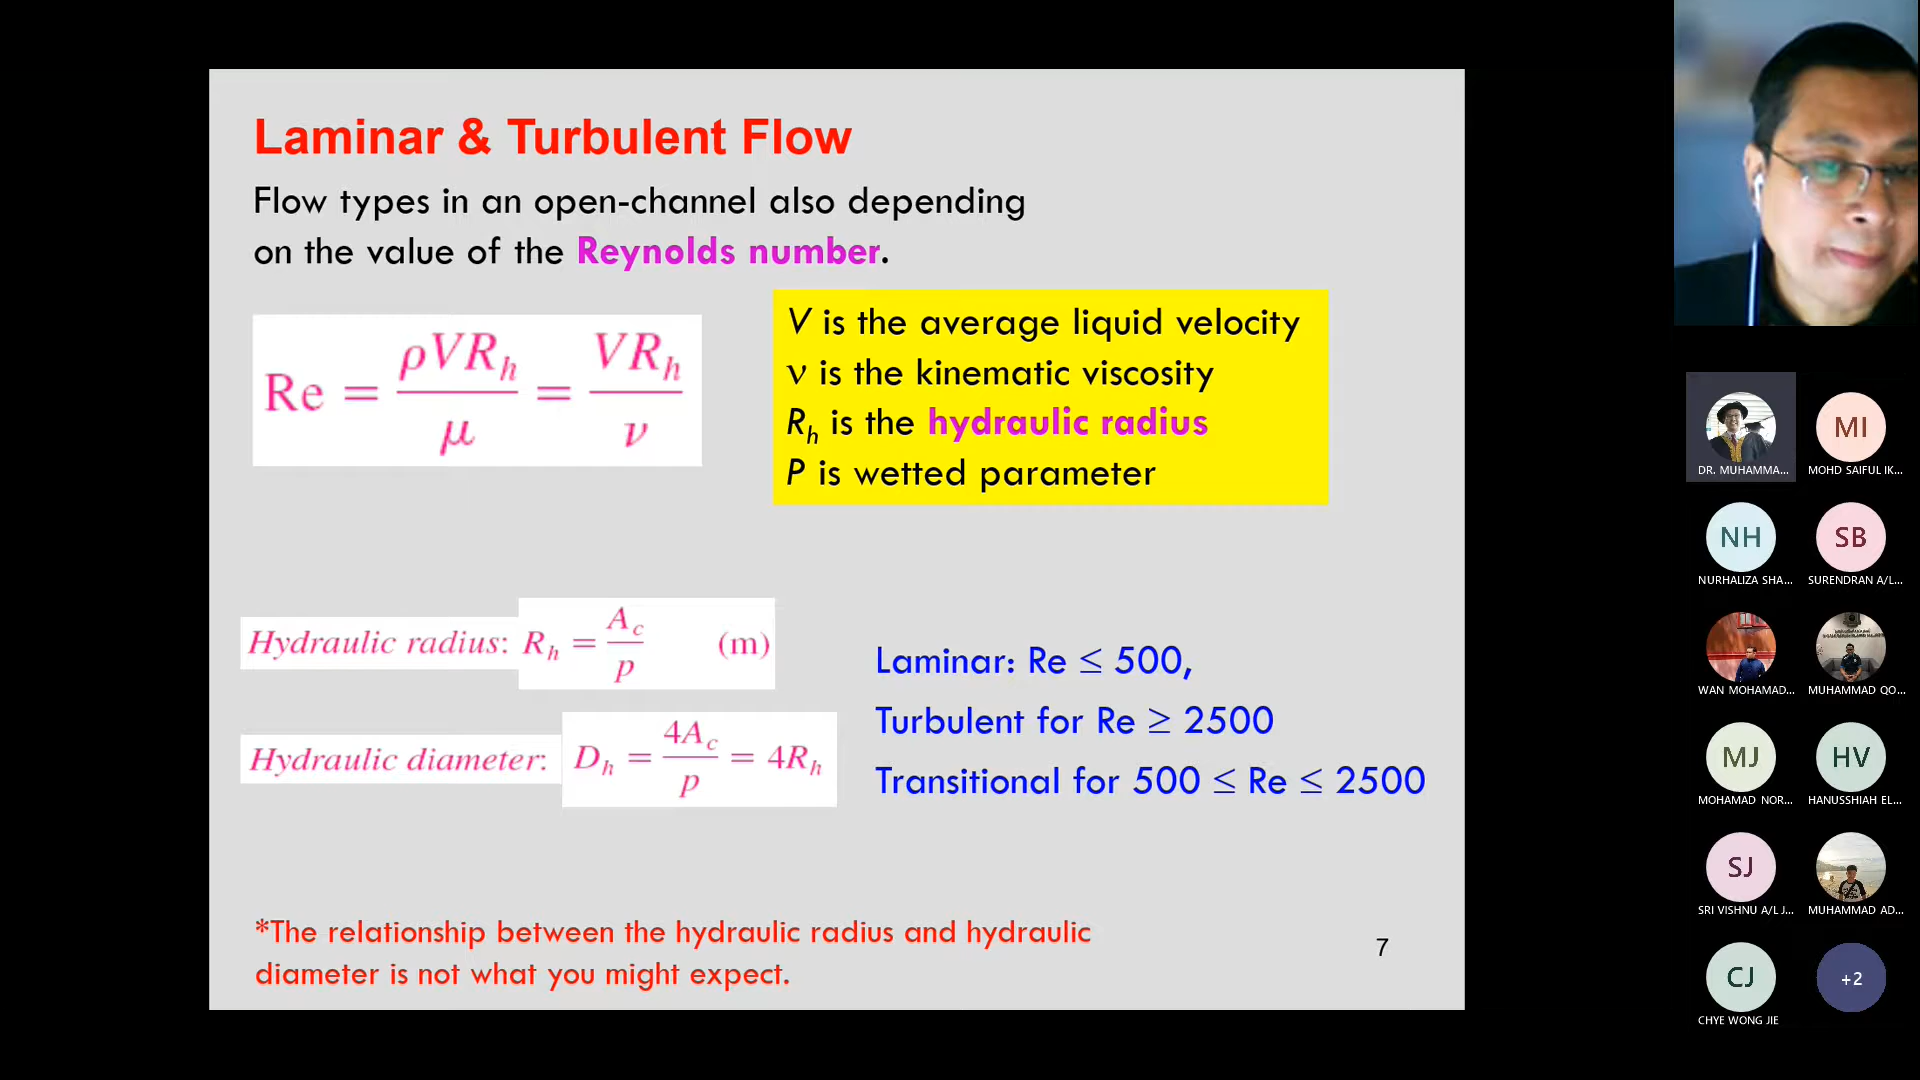 Laminar & Turbulent Flow
Flow types in an open-channel also depending
on the value of the Reynolds number.
Re = ρVR_h / μ = VR_h / ν
V is the average liquid velocity
ν is the kinematic viscosity
R_h is the hydraulic radius
P is wetted parameter
Hydraulic radius: R_h = A_c / p (m)
Hydraulic diameter: D_h = 4A_c / p = 4R_h
Laminar: Re ≤ 500,
Turbulent for Re ≥ 2500
Transitional for 500 ≤ Re ≤ 2500
*The relationship between the hydraulic radius and hydraulic
diameter is not what you might expect.
7
DR. MUHAMMA...
MI
MOHD SAIFUL IK...
NH
NURHALIZA SHA...
SB
SURENDRAN A/L...
WAN MOHAMAD...
MUHAMMAD QO...
MJ
MOHAMAD NOR...
HV
HANUSSHIAH EL...
SJ
SRI VISHNU A/L J...
MUHAMMAD AD...
CJ
CHYE WONG JIE
+2